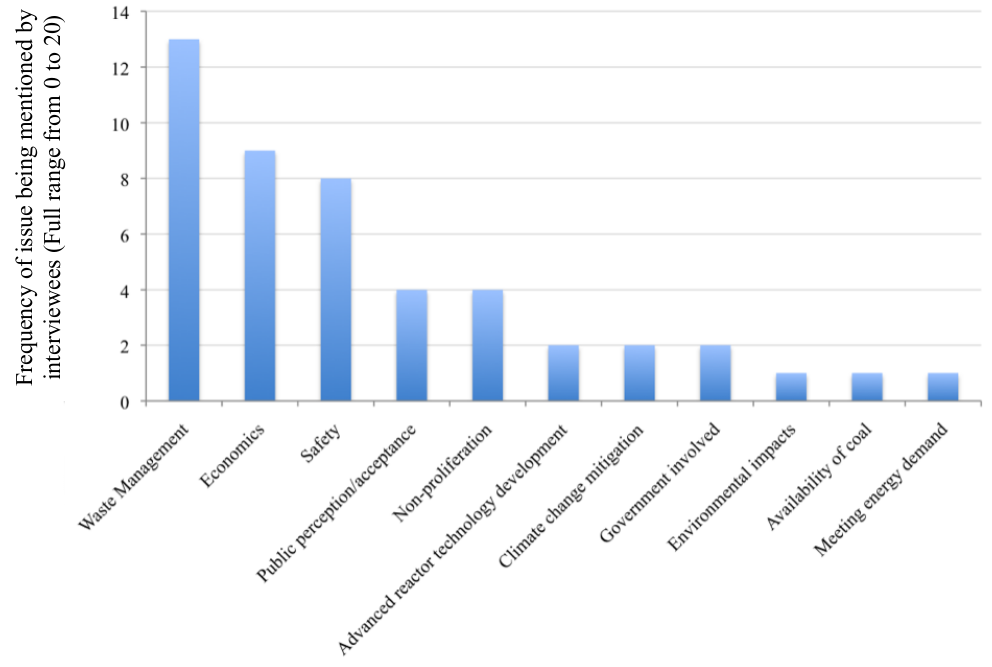 Frequency of issue being mentioned by
interviewees (Full range from 0 to 20)
14
12
10
8
6
4
2
0
Waste Management
Economics
Safety
Public perception/acceptance
Non-proliferation
Advanced reactor technology development
Climate change mitigation
Government involved
Environmental impacts
Availability of coal
Meeting energy demand